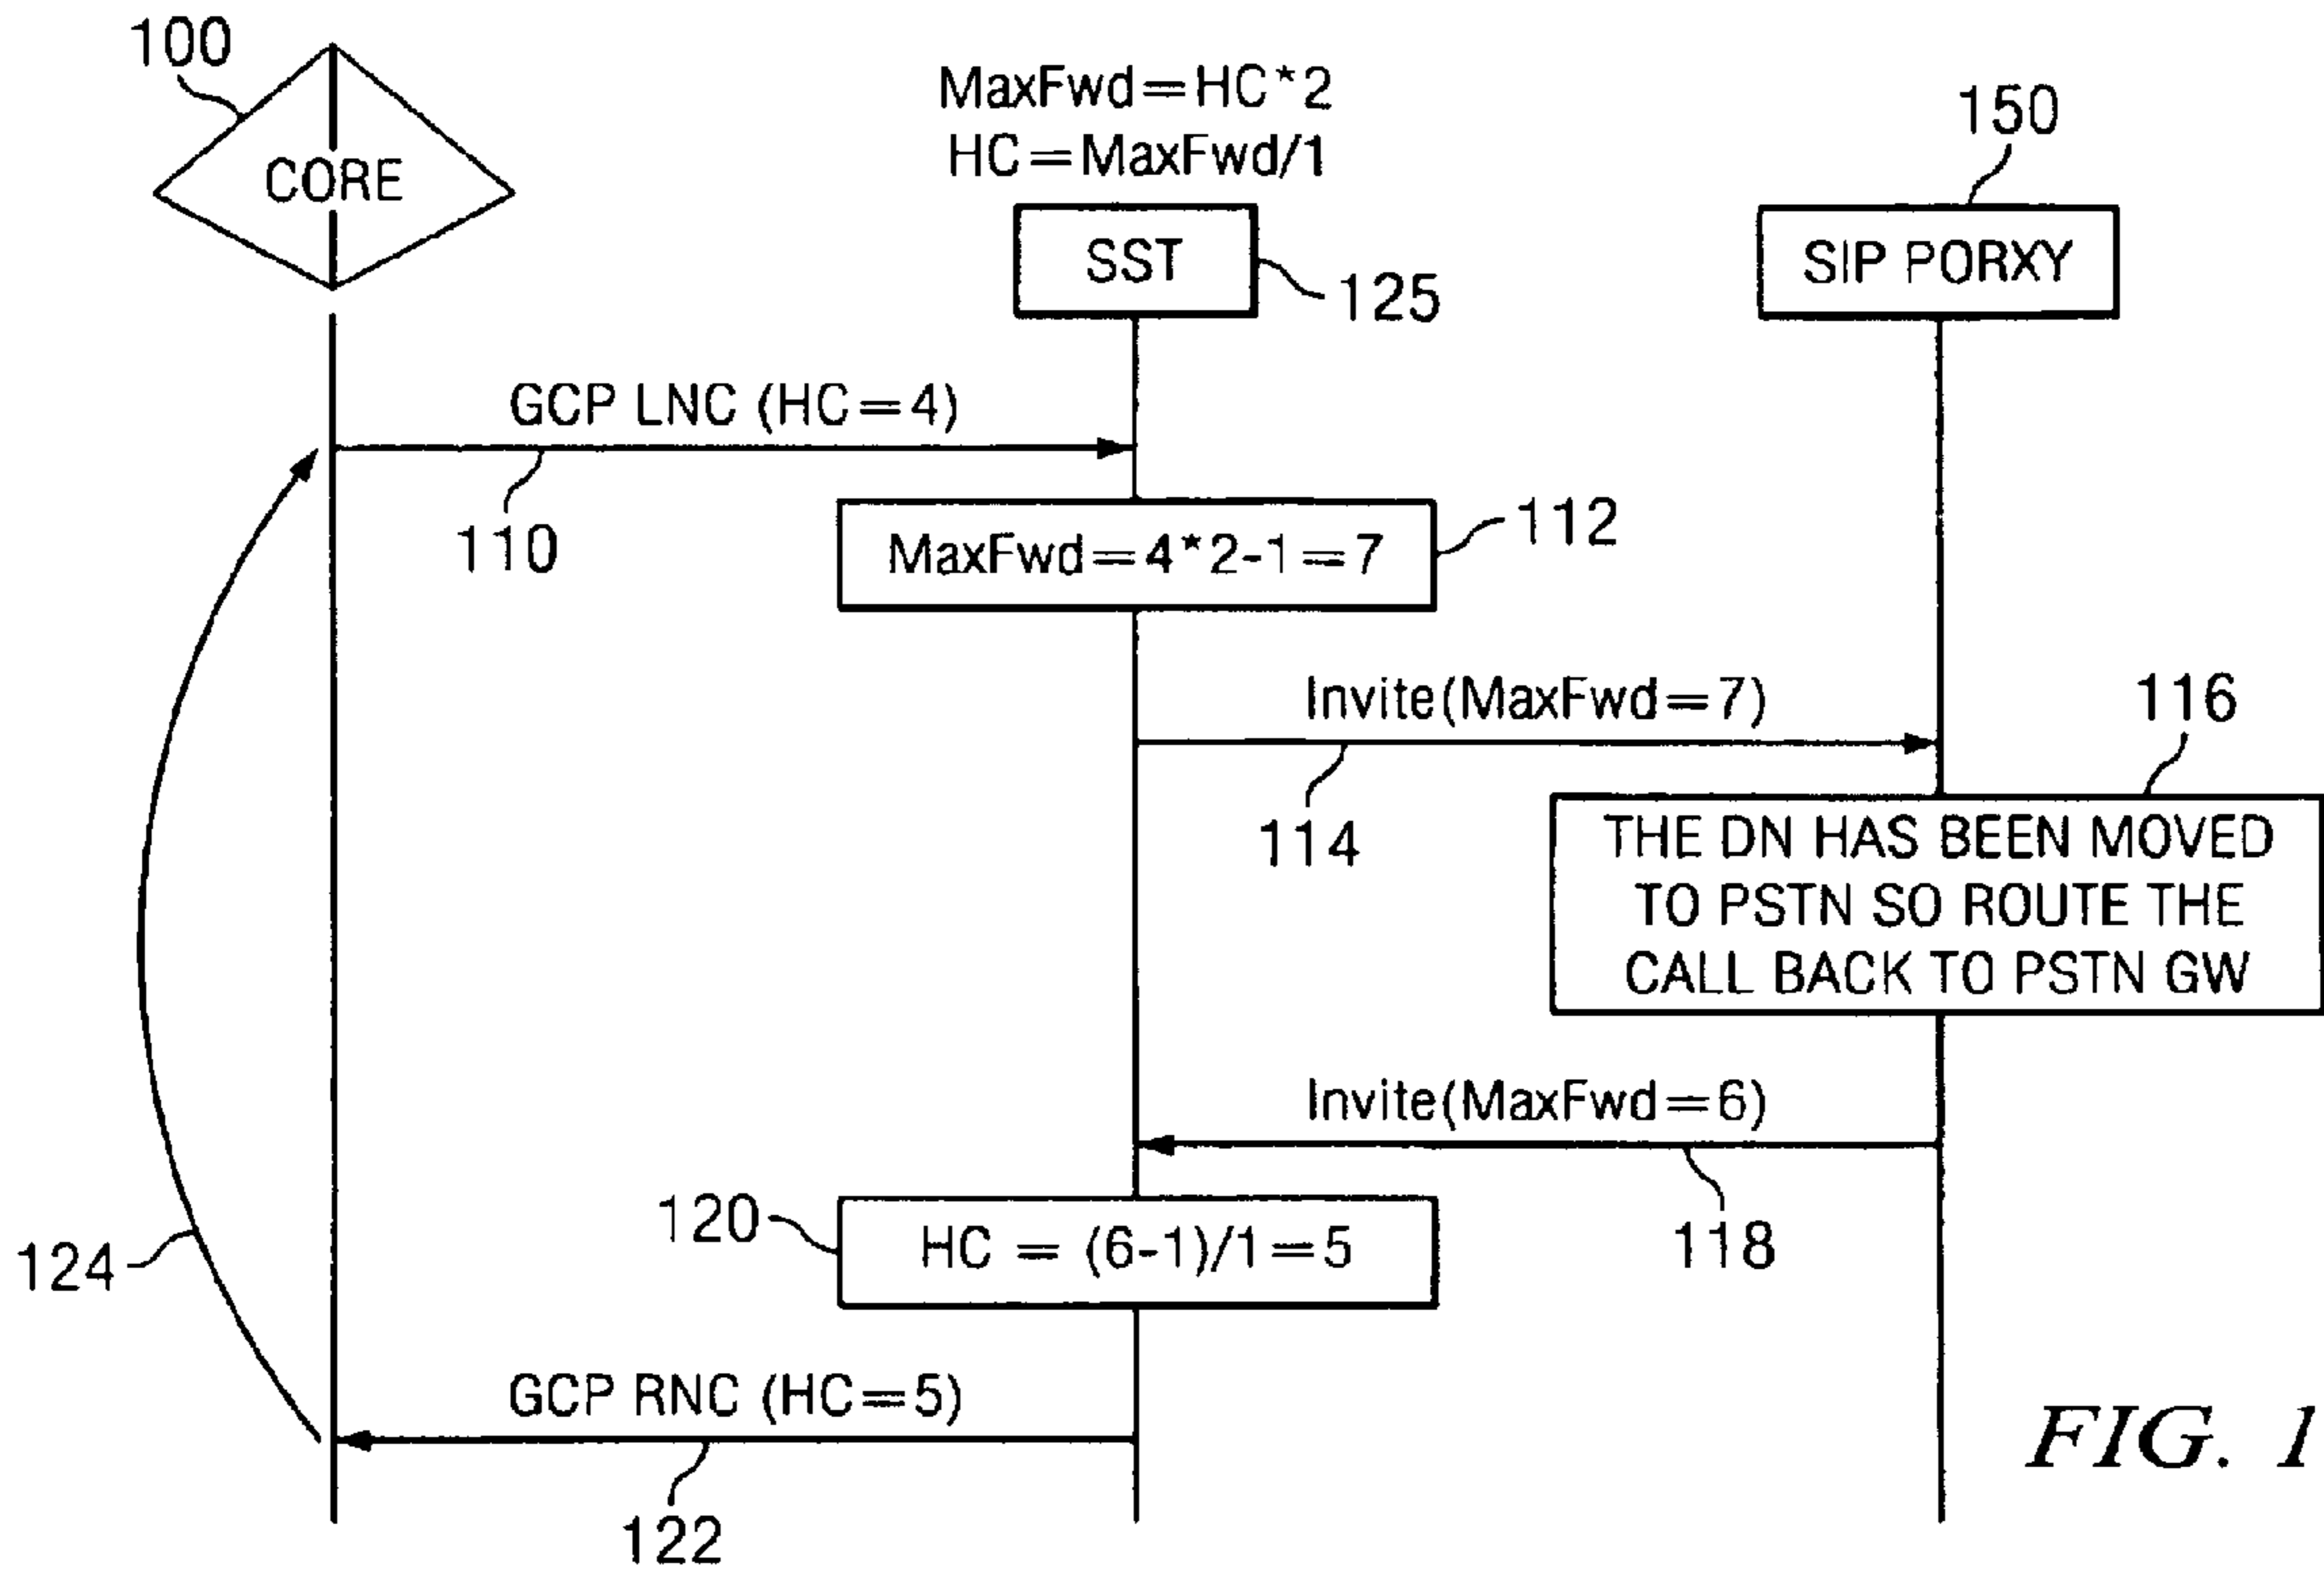 100
CORE
MaxFwd=HC*2
HC=MaxFwd/1
SST
125
150
SIP PORXY
GCP LNC (HC=4)
110
MaxFwd=4*2-1=7
112
Invite(MaxFwd=7)
114
116
THE DN HAS BEEN MOVED
TO PSTN SO ROUTE THE
CALL BACK TO PSTN GW
Invite(MaxFwd=6)
118
120
HC = (6-1)/1=5
124
GCP RNC (HC=5)
122
FIG. 1